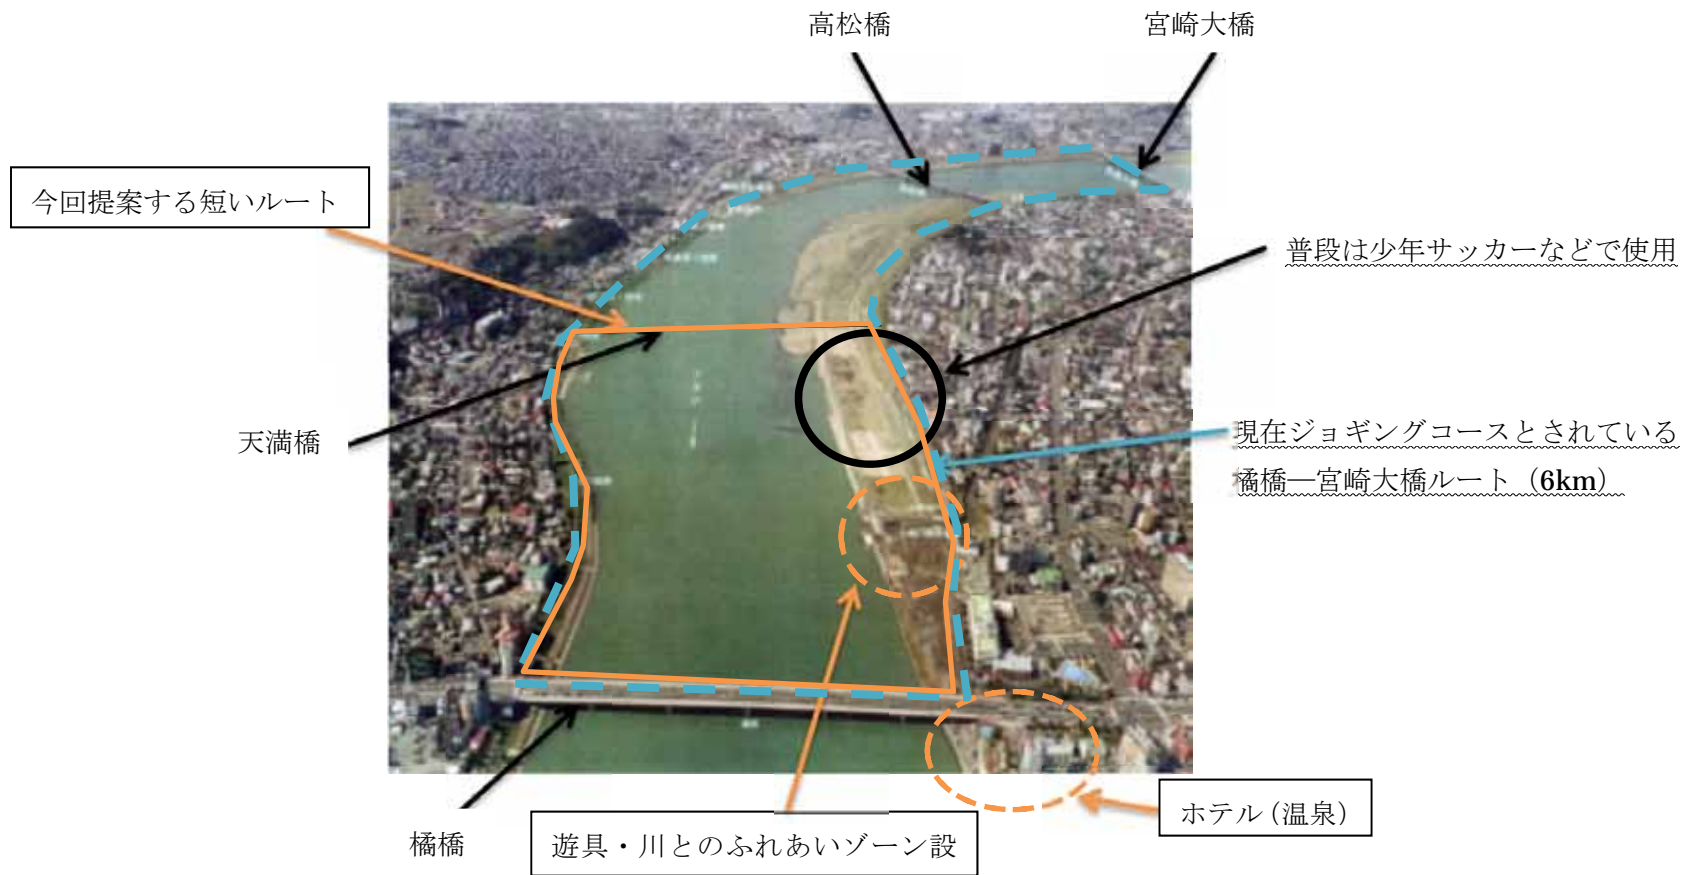 高松橋
宮崎大橋
今回提案する短いルート
普段は少年サッカーなどで使用
天満橋
現在ジョギングコースとされている
橘橋―宮崎大橋ルート（6km）
ホテル（温泉）
橘橋
遊具・川とのふれあいゾーン設